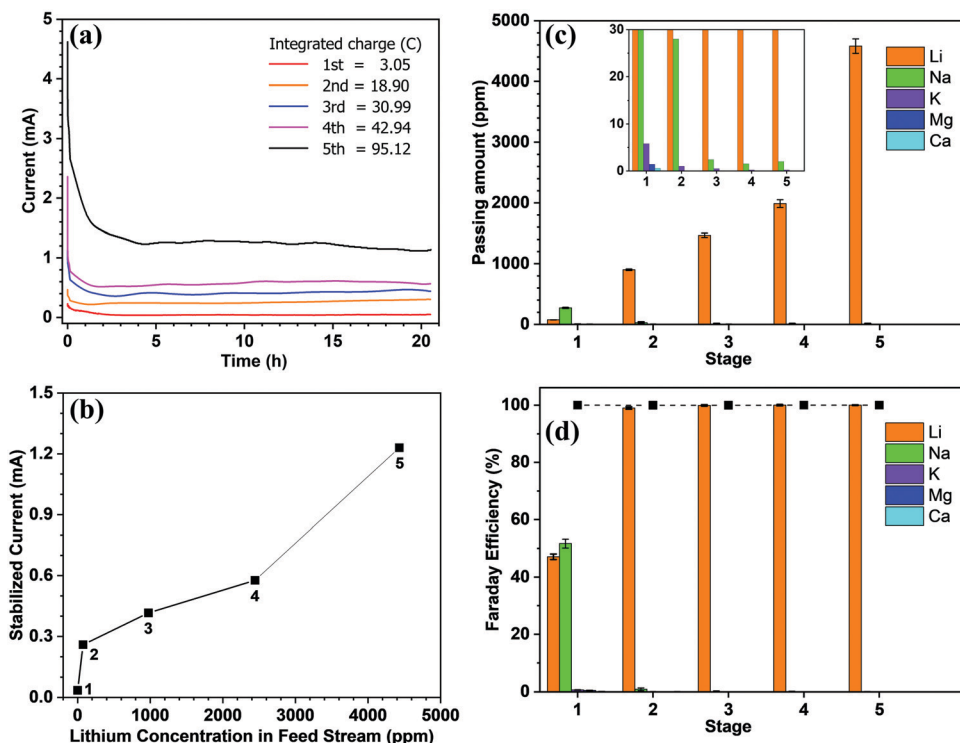 (a)
Integrated charge (C)
1st = 3.05
2nd = 18.90
3rd = 30.99
4th = 42.94
5th = 95.12
5
4
3
2
1
0
Current (mA)
0 5 10 15 20
Time (h)
(c)
5000
4000
3000
2000
1000
0
Passing amount (ppm)
30
20
10
0
1 2 3 4 5
Li
Na
K
Mg
Ca
1 2 3 4 5
Stage
(b)
1.5
1.2
0.9
0.6
0.3
0.0
Stabilized Current (mA)
1
2
3
4
5
0 1000 2000 3000 4000 5000
Lithium Concentration in Feed Stream (ppm)
(d)
100
80
60
40
20
0
Faraday Efficiency (%)
Li
Na
K
Mg
Ca
1 2 3 4 5
Stage